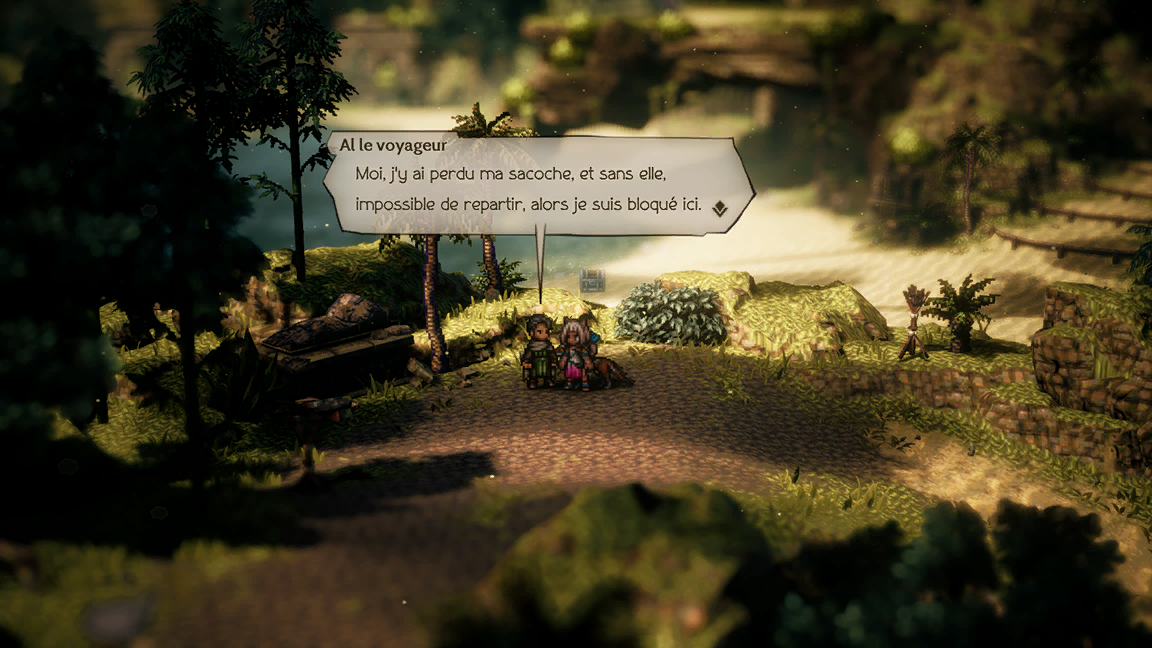 Al le voyageur
Moi, j'y ai perdu ma sacoche, et sans elle,
impossible de repartir, alors je suis bloqué ici.